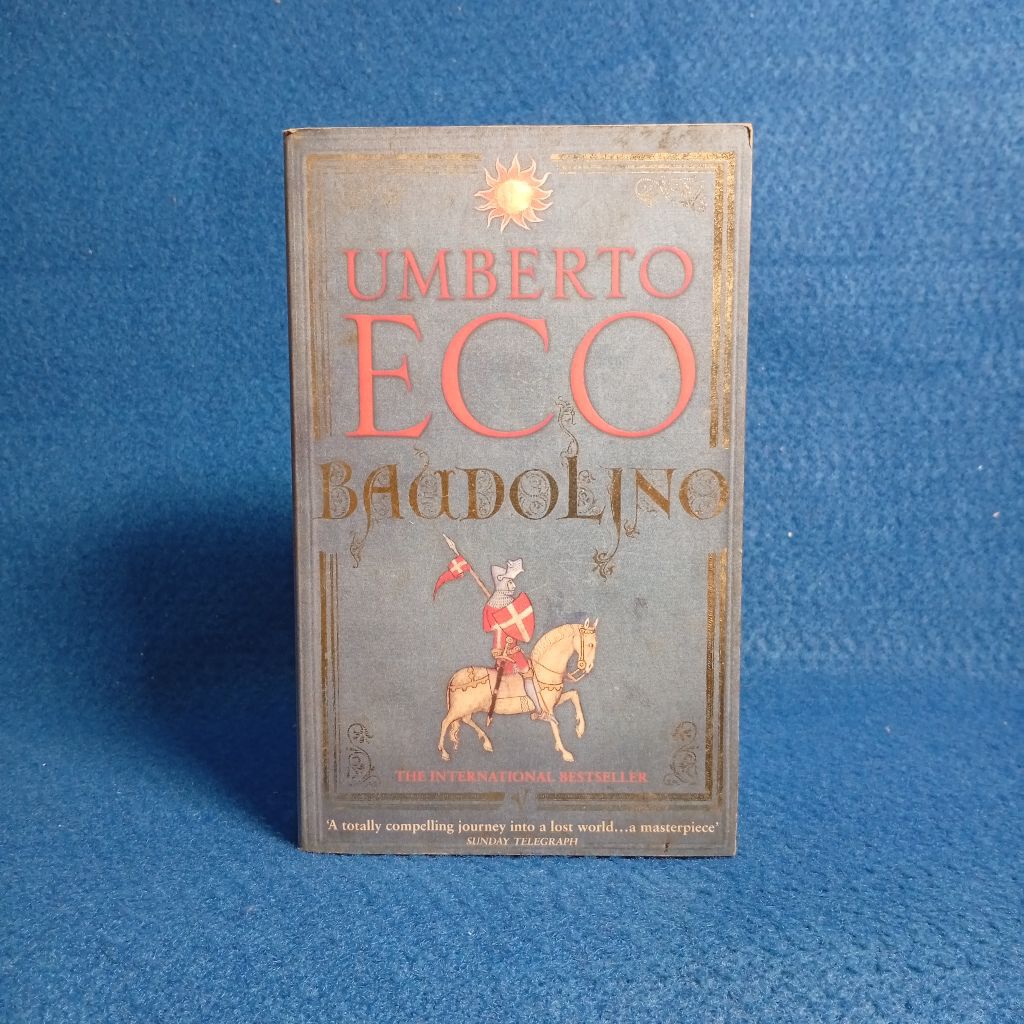 UMBERTO
ECO
BAUDOLINO
THE INTERNATIONAL BESTSELLER
'A totally compelling journey into a lost world...a masterpiece'
SUNDAY TELEGRAPH